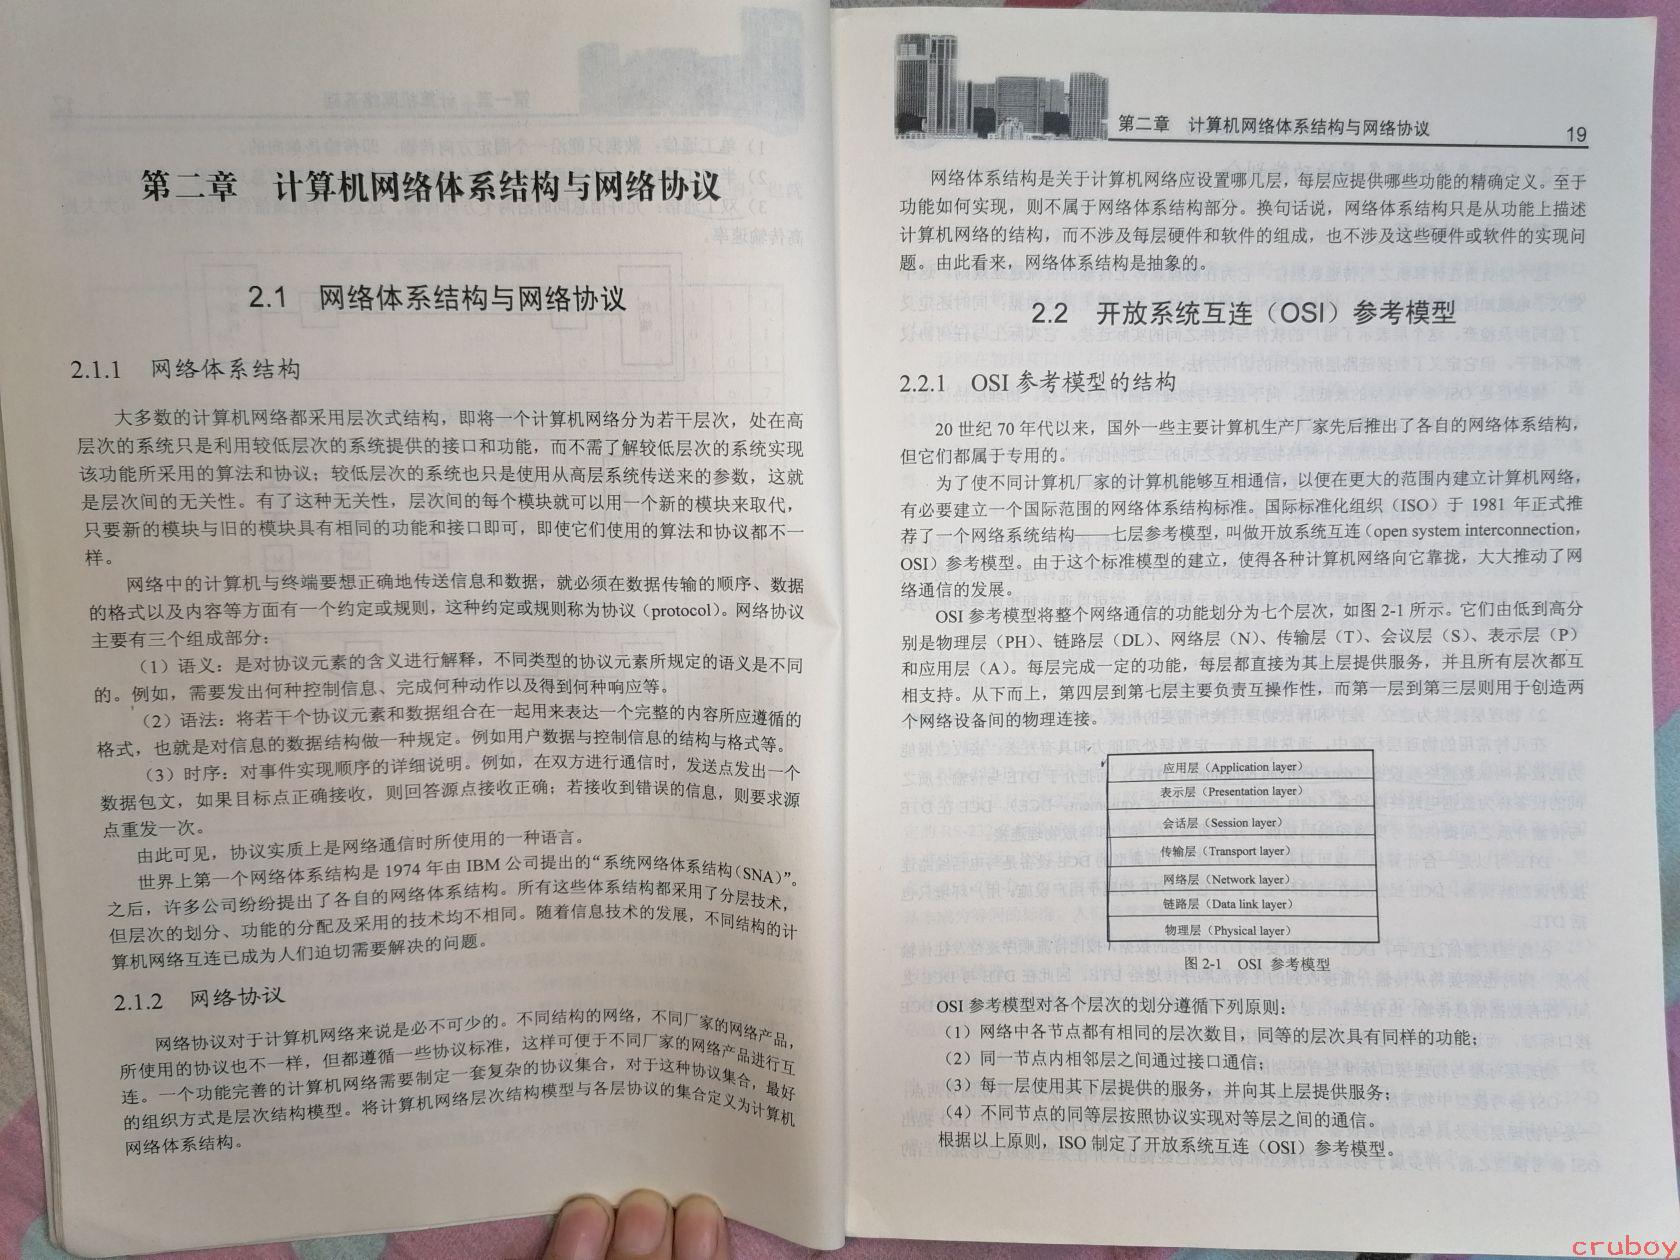 第二章 计算机网络体系结构与网络协议
2.1 网络体系结构与网络协议
2.1.1 网络体系结构
大多数的计算机网络都采用层次式结构，即将一个计算机网络分为若干层次，处在高
层次的系统只是利用较低层次的系统提供的接口和功能，而不需了解较低层次的系统实现
该功能所采用的算法和协议；较低层次的系统也只是使用从高层系统传送来的参数，这就
是层次间的无关性。有了这种无关性，层次间的每个模块就可以用一个新的模块来取代，
只要新的模块与旧的模块具有相同的功能和接口即可，即使它们使用的算法和协议都不一
样。
网络中的计算机与终端要想正确地传送信息和数据，就必须在数据传输的顺序、数据
的格式以及内容等方面有一个约定或规则，这种约定或规则称为协议（protocol）。网络协议
主要有三个组成部分：
（1）语义：是对协议元素的含义进行解释，不同类型的协议元素所规定的语义是不同
的。例如，需要发出何种控制信息、完成何种动作以及得到何种响应等。
（2）语法：将若干个协议元素和数据组合在一起用来表达一个完整的内容所应遵循的
格式，也就是对信息的数据结构做一种规定。例如用户数据与控制信息的结构与格式等。
（3）时序：对事件实现顺序的详细说明。例如，在双方进行通信时，发送点发出一个
数据包文，如果目标点正确接收，则回答源点接收正确；若接收到错误的信息，则要求源
点重发一次。
由此可见，协议实质上是网络通信时所使用的一种语言。
世界上第一个网络体系结构是 1974 年由 IBM 公司提出的“系统网络体系结构（SNA）”。
之后，许多公司纷纷提出了各自的网络体系结构。所有这些体系结构都采用了分层技术，
但层次的划分、功能的分配及采用的技术均不相同。随着信息技术的发展，不同结构的计
算机网络互连已成为人们迫切需要解决的问题。
2.1.2 网络协议
网络协议对于计算机网络来说是必不可少的。不同结构的网络，不同厂家的网络产品，
所使用的协议也不一样，但都遵循一些协议标准，这样可便于不同厂家的网络产品进行互
连。一个功能完善的计算机网络需要制定一套复杂的协议集合，对于这种协议集合，最好
的组织方式是层次结构模型。将计算机网络层次结构模型与各层协议的集合定义为计算机
网络体系结构。
第二章 计算机网络体系结构与网络协议 19
网络体系结构是关于计算机网络应设置哪几层，每层应提供哪些功能的精确定义。至于
功能如何实现，则不属于网络体系结构部分。换句话说，网络体系结构只是从功能上描述
计算机网络的结构，而不涉及每层硬件和软件的组成，也不涉及这些硬件或软件的实现问
题。由此看来，网络体系结构是抽象的。
2.2 开放系统互连（OSI）参考模型
2.2.1 OSI 参考模型的结构
20 世纪 70 年代以来，国外一些主要计算机生产厂家先后推出了各自的网络体系结构，
但它们都属于专用的。
为了使不同计算机厂家的计算机能够互相通信，以便在更大的范围内建立计算机网络，
有必要建立一个国际范围的网络体系结构标准。国际标准化组织（ISO）于 1981 年正式推
荐了一个网络系统结构——七层参考模型，叫做开放系统互连（open system interconnection，
OSI）参考模型。由于这个标准模型的建立，使得各种计算机网络向它靠拢，大大推动了网
络通信的发展。
OSI 参考模型将整个网络通信的功能划分为七个层次，如图 2-1 所示。它们由低到高分
别是物理层（PH）、链路层（DL）、网络层（N）、传输层（T）、会议层（S）、表示层（P）
和应用层（A）。每层完成一定的功能，每层都直接为其上层提供服务，并且所有层次都互
相支持。从下而上，第四层到第七层主要负责互操作性，而第一层到第三层则用于创造两
个网络设备间的物理连接。
应用层（Application layer）
表示层（Presentation layer）
会话层（Session layer）
传输层（Transport layer）
网络层（Network layer）
链路层（Data link layer）
物理层（Physical layer）
图 2-1 OSI 参考模型
OSI 参考模型对各个层次的划分遵循下列原则：
（1）网络中各节点都有相同的层次数目，同等的层次具有同样的功能；
（2）同一节点内相邻层之间通过接口通信；
（3）每一层使用其下层提供的服务，并向其上层提供服务；
（4）不同节点的同等层按照协议实现对等层之间的通信。
根据以上原则，ISO 制定了开放系统互连（OSI）参考模型。
cruboy